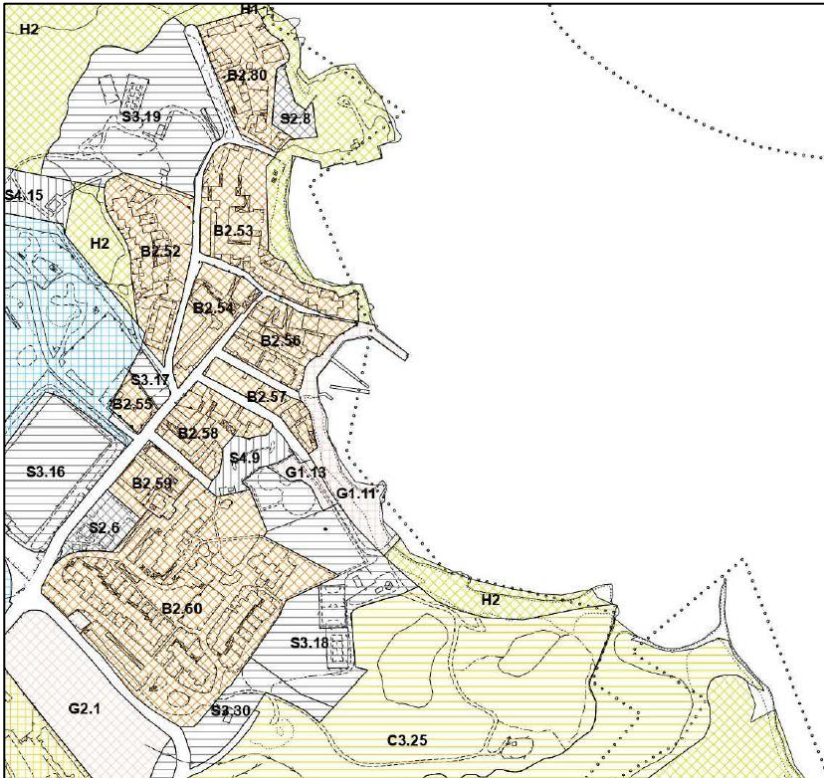 H1
H2
B2.80
S3.19
S2.8
S4.15
B2.53
H2
B2.52
B2.54
B2.56
S3.17
B2.57
B2.55
B2.58
S4.9
S3.16
G1.13
B2.59
G1.11
S2.6
H2
B2.60
S3.18
G2.1
C3.25